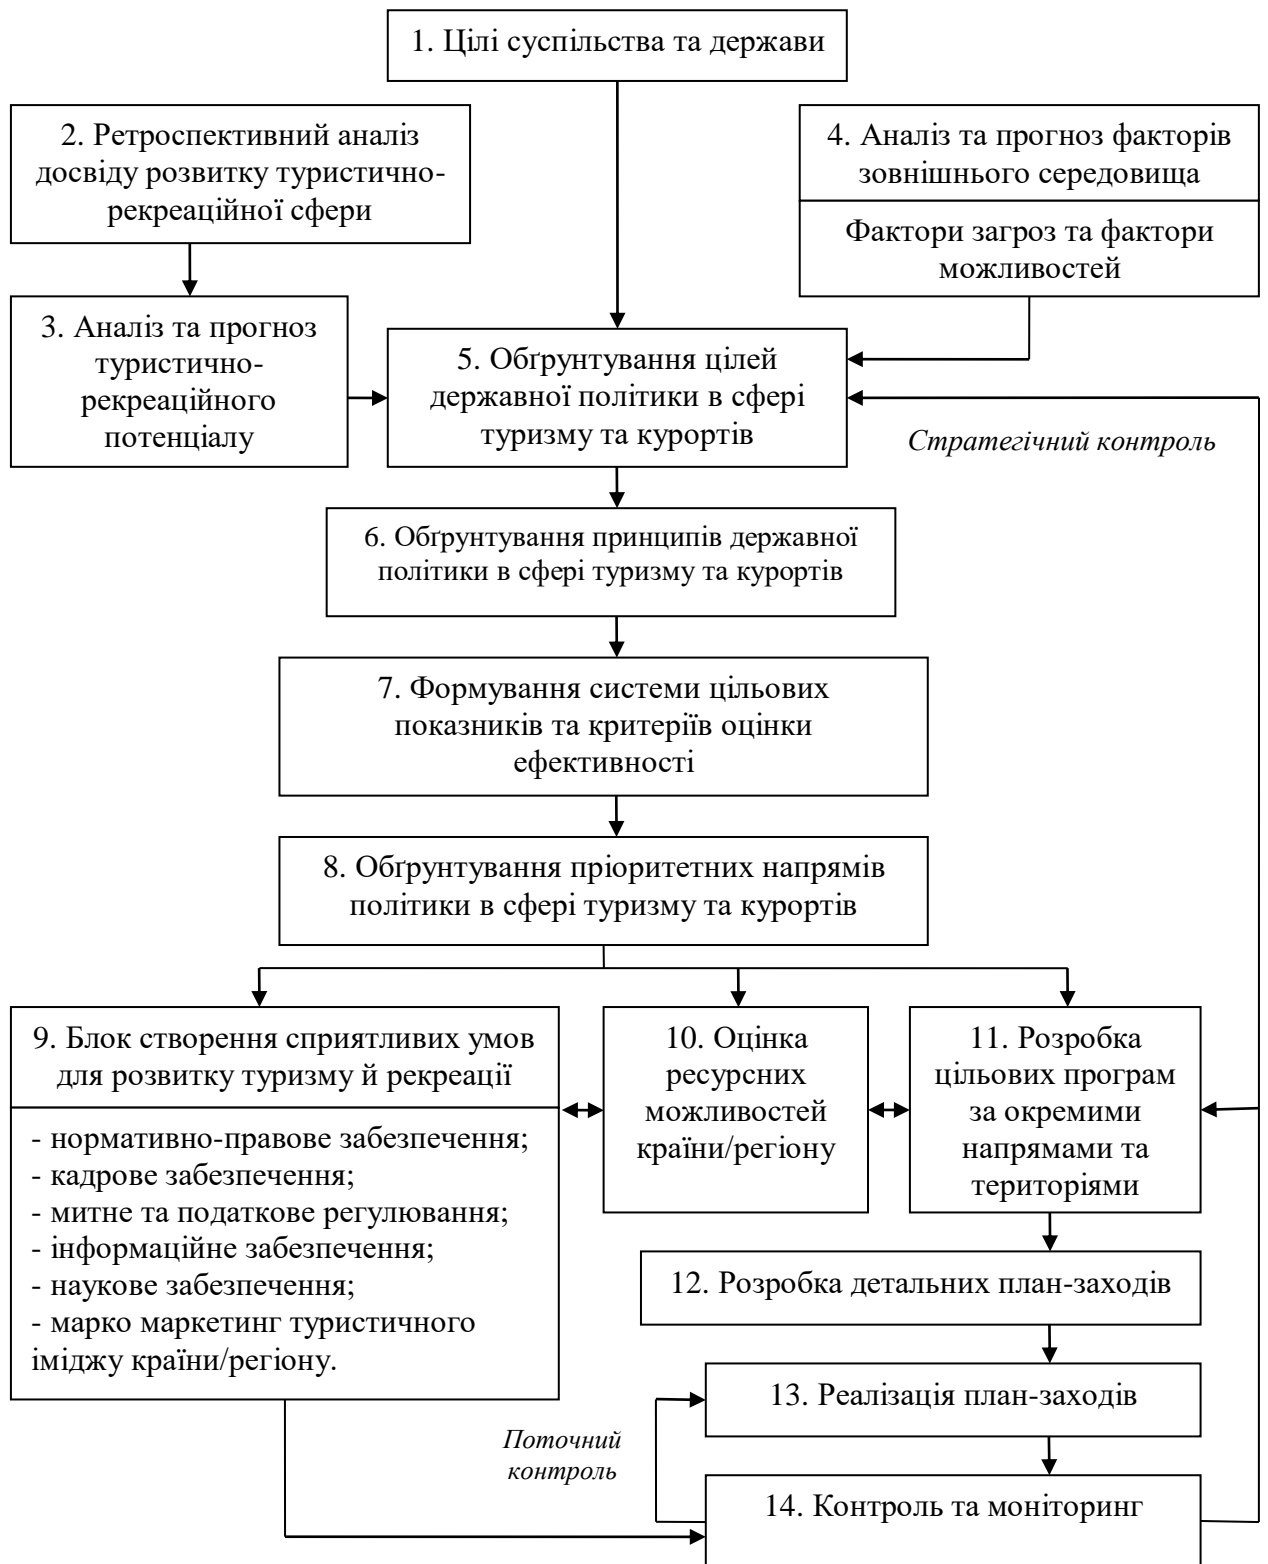 1. Цілі суспільства та держави
2. Ретроспективний аналіз
досвіду розвитку туристично-
рекреаційної сфери
4. Аналіз та прогноз факторів
зовнішнього середовища
Фактори загроз та фактори
можливостей
3. Аналіз та прогноз
туристично-
рекреаційного
потенціалу
5. Обґрунтування цілей
державної політики в сфері
туризму та курортів
Стратегічний контроль
6. Обґрунтування принципів державної
політики в сфері туризму та курортів
7. Формування системи цільових
показників та критеріїв оцінки
ефективності
8. Обґрунтування пріоритетних напрямів
політики в сфері туризму та курортів
9. Блок створення сприятливих умов
для розвитку туризму й рекреації
- нормативно-правове забезпечення;
- кадрове забезпечення;
- митне та податкове регулювання;
- інформаційне забезпечення;
- наукове забезпечення;
- марко маркетинг туристичного
іміджу країни/регіону.
10. Оцінка
ресурсних
можливостей
країни/регіону
11. Розробка
цільових програм
за окремими
напрямами та
територіями
12. Розробка детальних план-заходів
13. Реалізація план-заходів
Поточний
контроль
14. Контроль та моніторинг